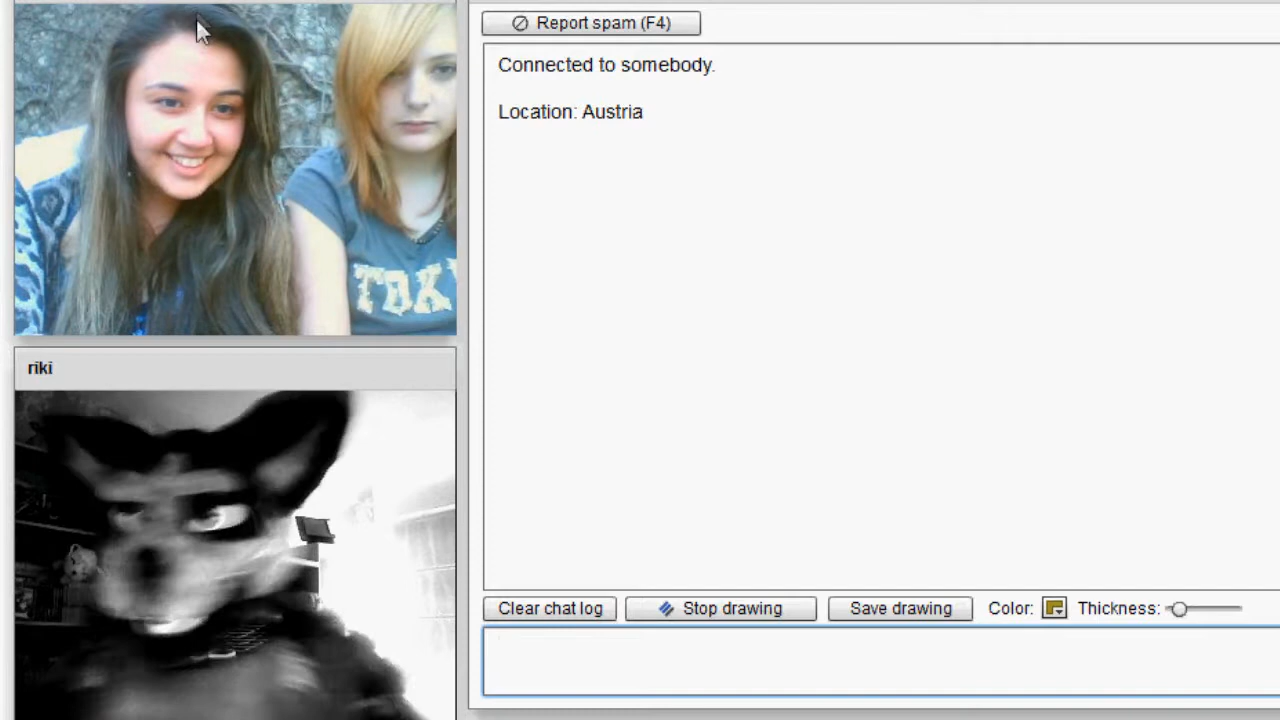 Report spam (F4)
Connected to somebody.
Location: Austria
TOKY
riki
Clear chat log
Stop drawing
Save drawing
Color:
Thickness: